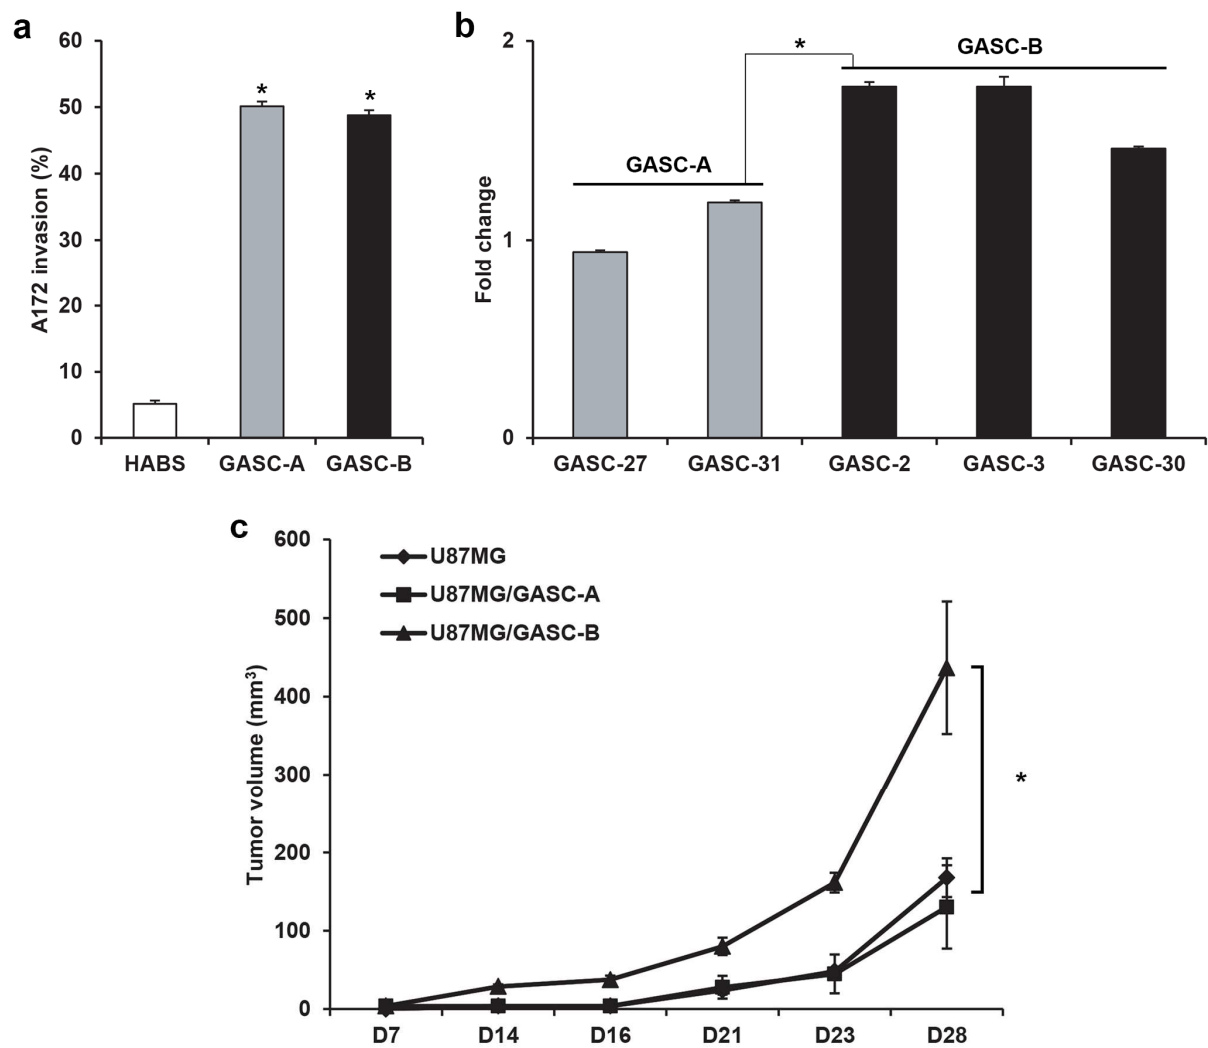 a
60
50
40
30
20
10
0
A172 invasion (%)
*
*
HABS
GASC-A
GASC-B
b
2
1
0
Fold change
GASC-A
*
GASC-B
GASC-27
GASC-31
GASC-2
GASC-3
GASC-30
c
600
500
400
300
200
100
0
Tumor volume (mm³)
U87MG
U87MG/GASC-A
U87MG/GASC-B
*
D7
D14
D16
D21
D23
D28